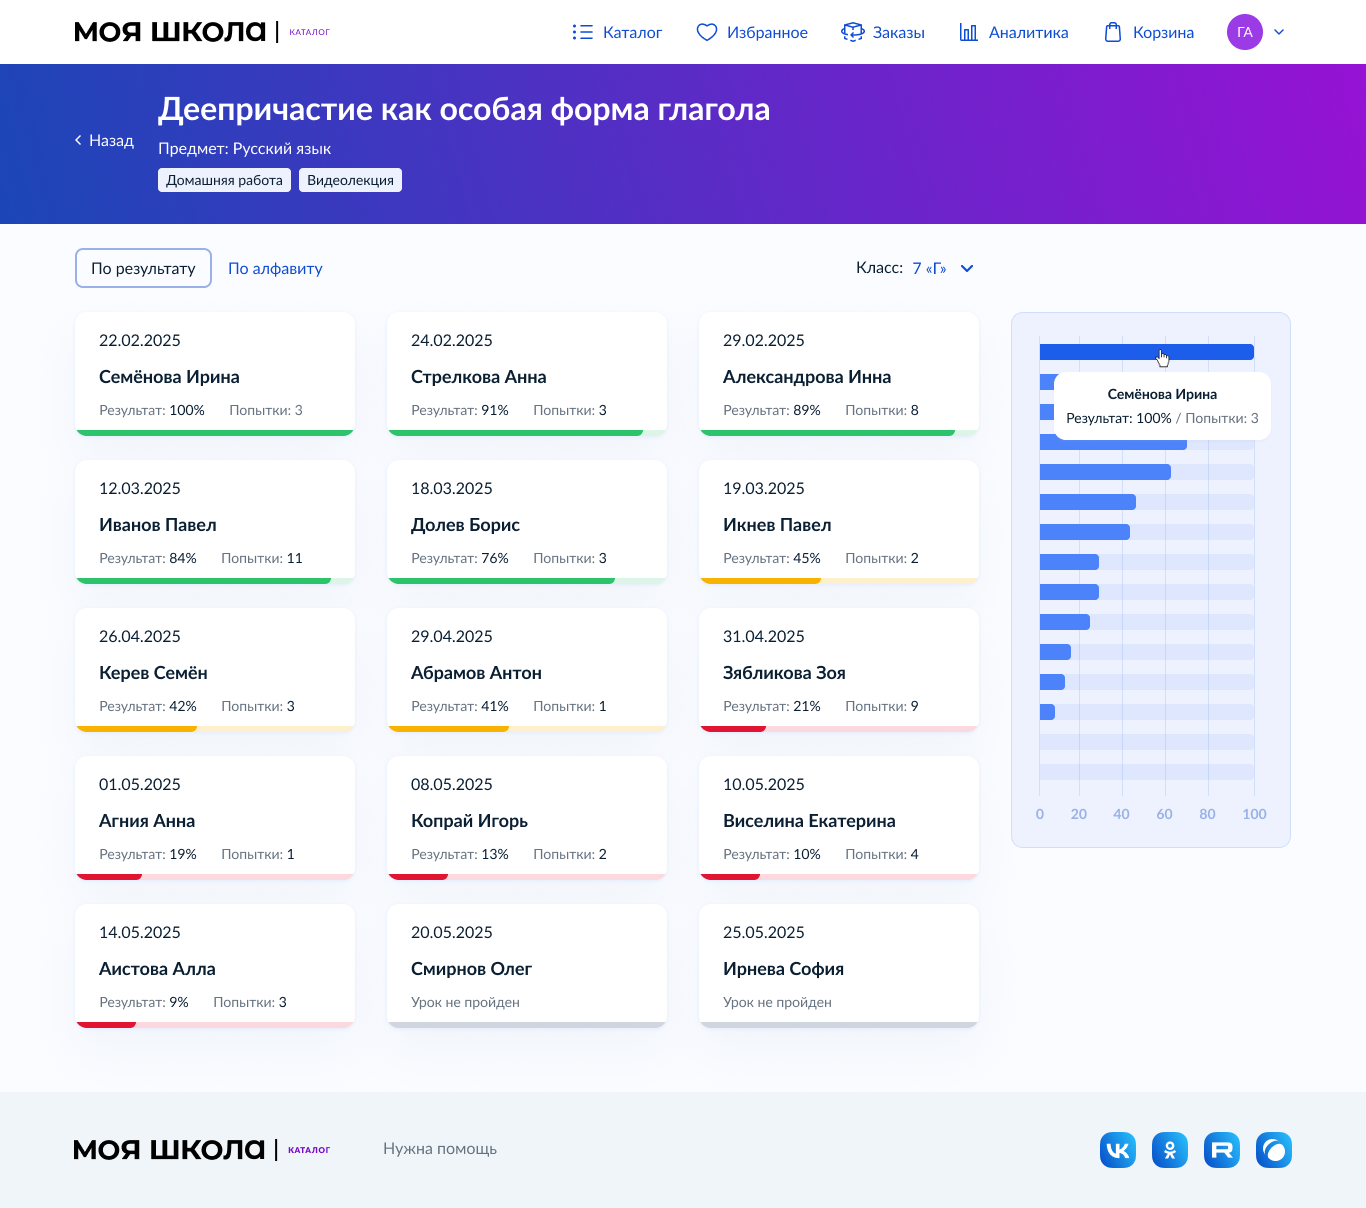 МОЯ ШКОЛА | КАТАЛОГ
Каталог
Избранное
Заказы
Аналитика
Корзина
ГА
Назад
Деепричастие как особая форма глагола
Предмет: Русский язык
Домашняя работа
Видеолекция
По результату
По алфавиту
Класс: 7 «Г»
22.02.2025
Семёнова Ирина
Результат: 100% Попытки: 3
24.02.2025
Стрелкова Анна
Результат: 91% Попытки: 3
29.02.2025
Александрова Инна
Результат: 89% Попытки: 8
12.03.2025
Иванов Павел
Результат: 84% Попытки: 11
18.03.2025
Долев Борис
Результат: 76% Попытки: 3
19.03.2025
Икнев Павел
Результат: 45% Попытки: 2
26.04.2025
Керев Семён
Результат: 42% Попытки: 3
29.04.2025
Абрамов Антон
Результат: 41% Попытки: 1
31.04.2025
Зябликова Зоя
Результат: 21% Попытки: 9
01.05.2025
Агния Анна
Результат: 19% Попытки: 1
08.05.2025
Копрай Игорь
Результат: 13% Попытки: 2
10.05.2025
Виселина Екатерина
Результат: 10% Попытки: 4
14.05.2025
Аистова Алла
Результат: 9% Попытки: 3
20.05.2025
Смирнов Олег
Урок не пройден
25.05.2025
Ирнева София
Урок не пройден
Семёнова Ирина
Результат: 100% / Попытки: 3
0 20 40 60 80 100
МОЯ ШКОЛА | КАТАЛОГ
Нужна помощь